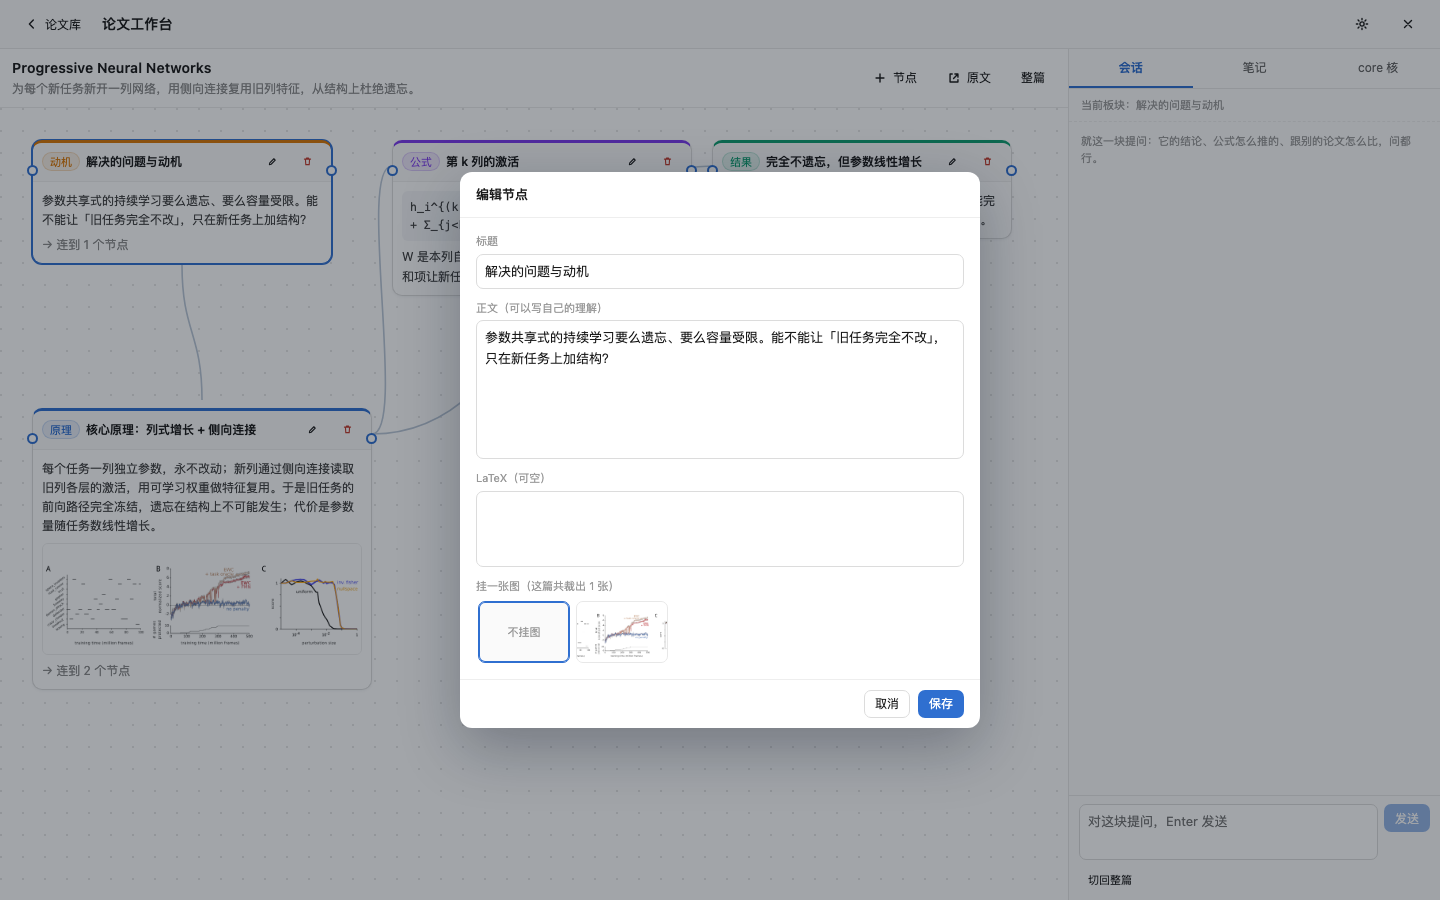 论文库
论文工作台
Progressive Neural Networks
为每个新任务新开一列网络，用侧向连接复用旧列特征，从结构上杜绝遗忘。
节点
原文
整篇
会话
笔记
core 核
当前板块：解决的问题与动机
就这一块提问：它的结论、公式怎么推的、跟别的论文怎么比，问都
行。
动机
解决的问题与动机
参数共享式的持续学习要么遗忘、要么容量受限。能
不能让「旧任务完全不改」，只在新任务上加结构？
→ 连到 1 个节点
公式
第 k 列的激活
h_i^{(k
+ Σ_{j<
W 是本列自
和项让新任
结果
完全不遗忘，但参数线性增长
完
。
原理
核心原理：列式增长 + 侧向连接
每个任务一列独立参数，永不改动；新列通过侧向连接读取
旧列各层的激活，用可学习权重做特征复用。于是旧任务的
前向路径完全冻结，遗忘在结构上不可能发生；代价是参数
量随任务数线性增长。
A
B
C
EWC
no penalty
uniform
training time (million frames)
training time (million frames)
perturbation size
→ 连到 2 个节点
编辑节点
标题
解决的问题与动机
正文（可以写自己的理解）
参数共享式的持续学习要么遗忘、要么容量受限。能不能让「旧任务完全不改」，
只在新任务上加结构？
LaTeX（可空）
挂一张图（这篇共裁出 1 张）
不挂图
取消
保存
对这块提问，Enter 发送
发送
切回整篇